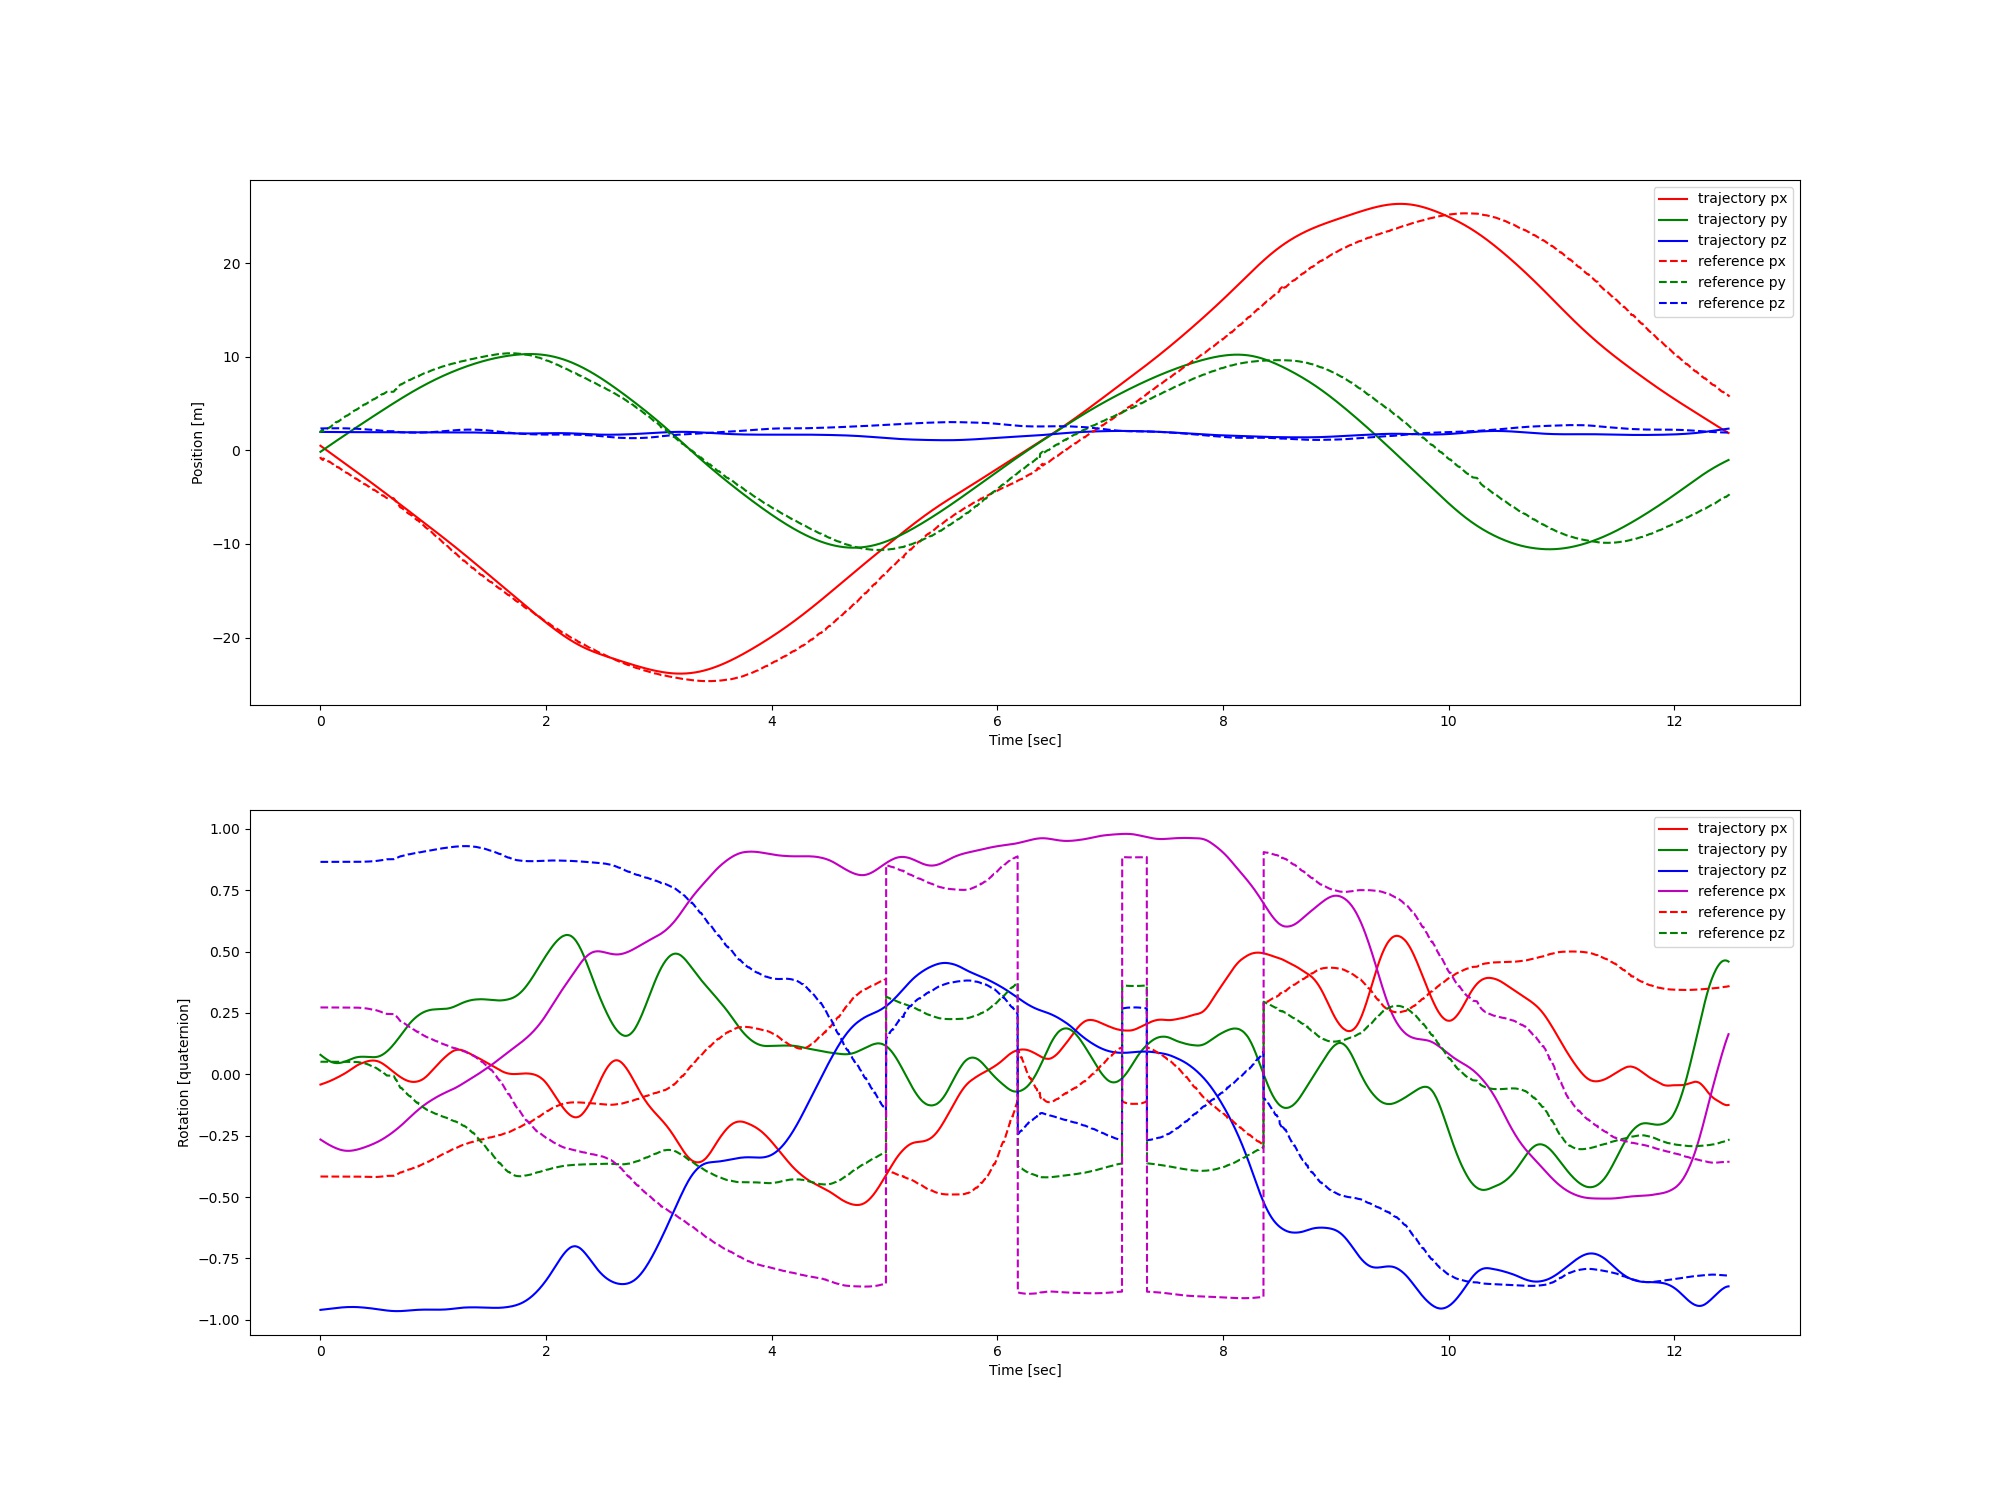 trajectory px
trajectory py
trajectory pz
reference px
reference py
reference pz
20
10
0
−10
−20
Position [m]
0 2 4 6 8 10 12
Time [sec]
trajectory px
trajectory py
trajectory pz
reference px
reference py
reference pz
1.00
0.75
0.50
0.25
0.00
−0.25
−0.50
−0.75
−1.00
Rotation [quaternion]
0 2 4 6 8 10 12
Time [sec]